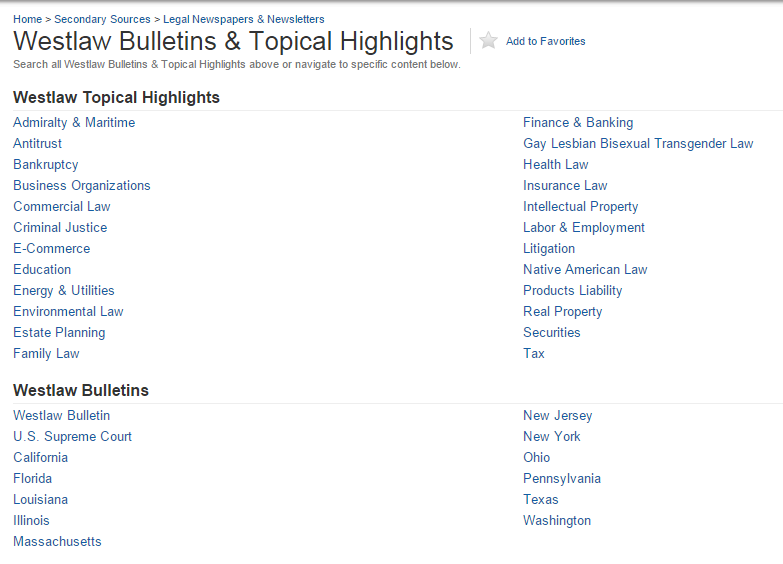 Home > Secondary Sources > Legal Newspapers & Newsletters
Westlaw Bulletins & Topical Highlights
Add to Favorites
Search all Westlaw Bulletins & Topical Highlights above or navigate to specific content below.
Westlaw Topical Highlights
Admiralty & Maritime
Antitrust
Bankruptcy
Business Organizations
Commercial Law
Criminal Justice
E-Commerce
Education
Energy & Utilities
Environmental Law
Estate Planning
Family Law
Finance & Banking
Gay Lesbian Bisexual Transgender Law
Health Law
Insurance Law
Intellectual Property
Labor & Employment
Litigation
Native American Law
Products Liability
Real Property
Securities
Tax
Westlaw Bulletins
Westlaw Bulletin
U.S. Supreme Court
California
Florida
Louisiana
Illinois
Massachusetts
New Jersey
New York
Ohio
Pennsylvania
Texas
Washington